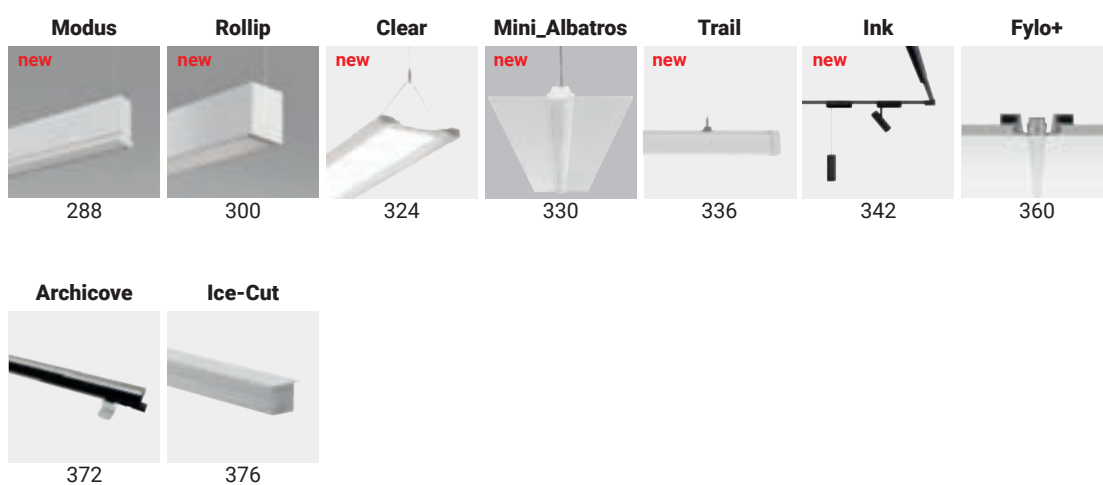 Modus Rollip Clear Mini_Albatros Trail Ink Fylo+
new new new new new new
288 300 324 330 336 342 360
Archicove Ice-Cut
372 376